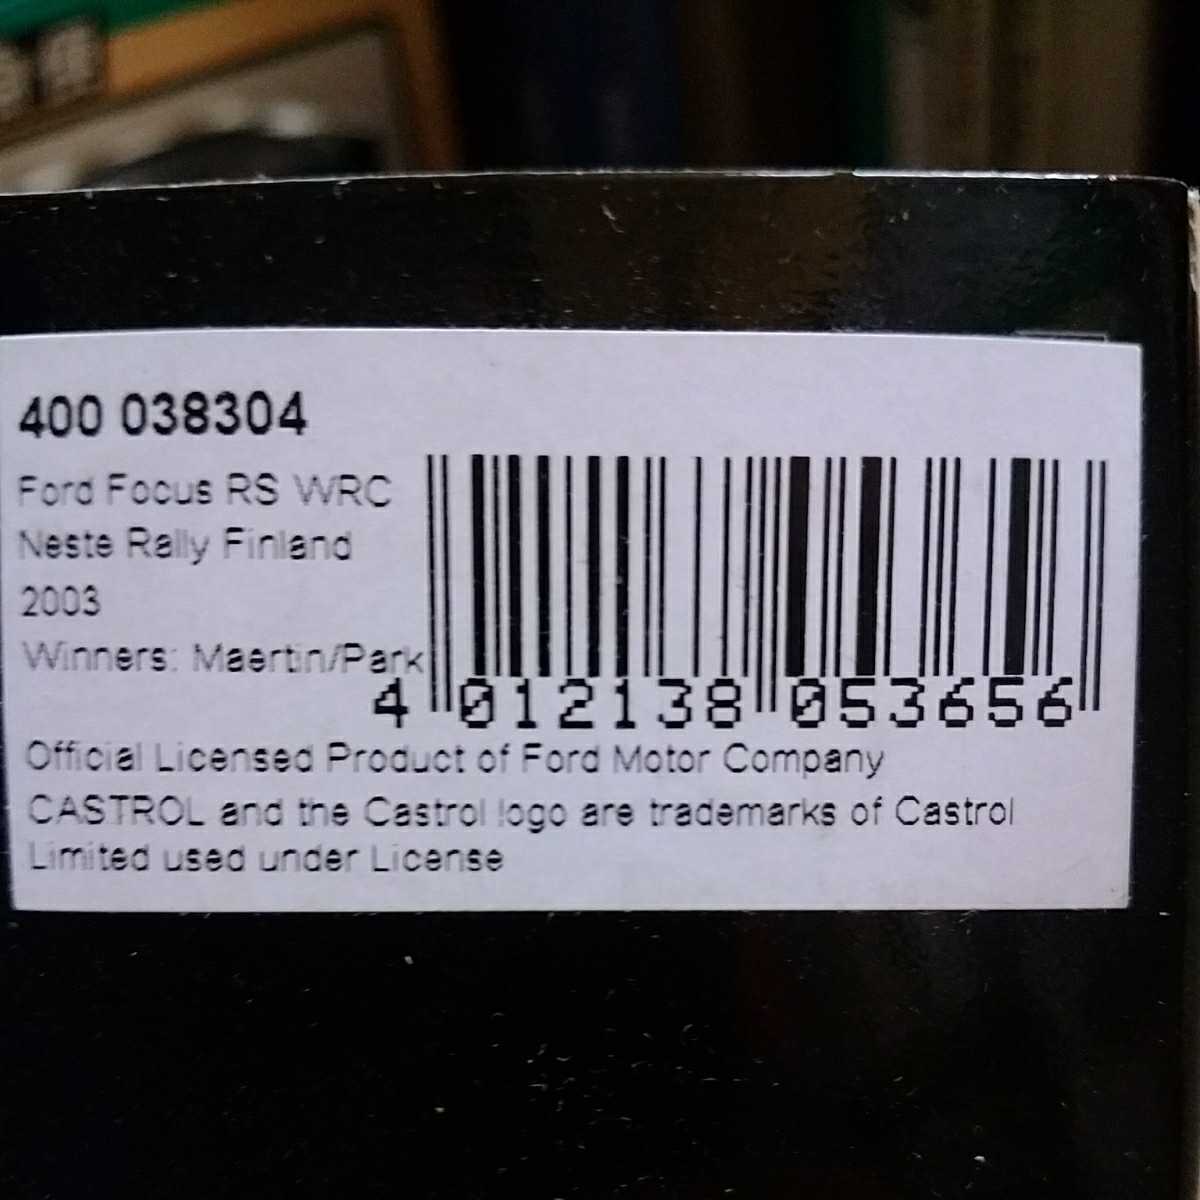 400 038304
Ford Focus RS WRC
Neste Rally Finland
2003
Winners: Maertin/Park
4 012138 053656
Official Licensed Product of Ford Motor Company
CASTROL and the Castrol logo are trademarks of Castrol
Limited used under License